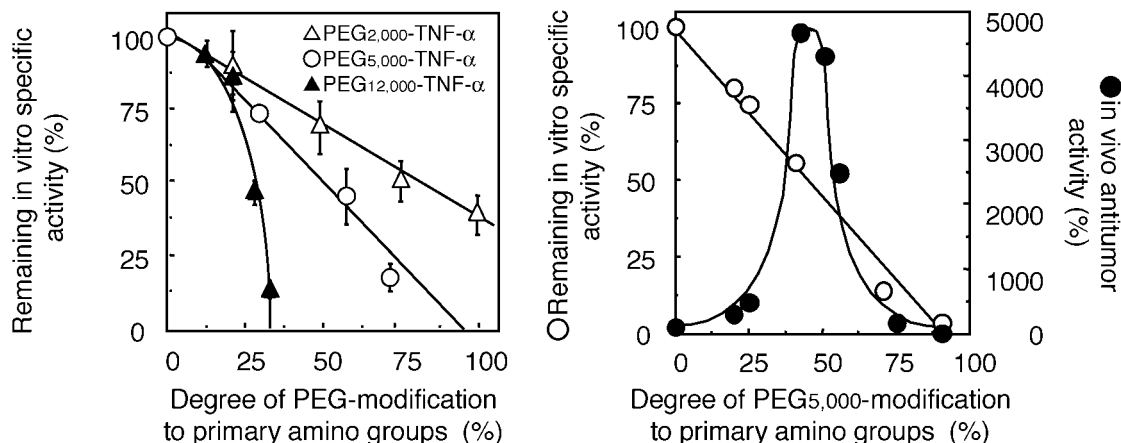 Remaining in vitro specific
activity (%)
100
75
50
25
0
△PEG2,000-TNF-α
○PEG5,000-TNF-α
▲PEG12,000-TNF-α
0 25 50 75 100
Degree of PEG-modification
to primary amino groups (%)
○Remaining in vitro specific
activity (%)
100
75
50
25
0
5000
4000
3000
2000
1000
0
●in vivo antitumor
activity (%)
0 25 50 75 100
Degree of PEG5,000-modification
to primary amino groups (%)